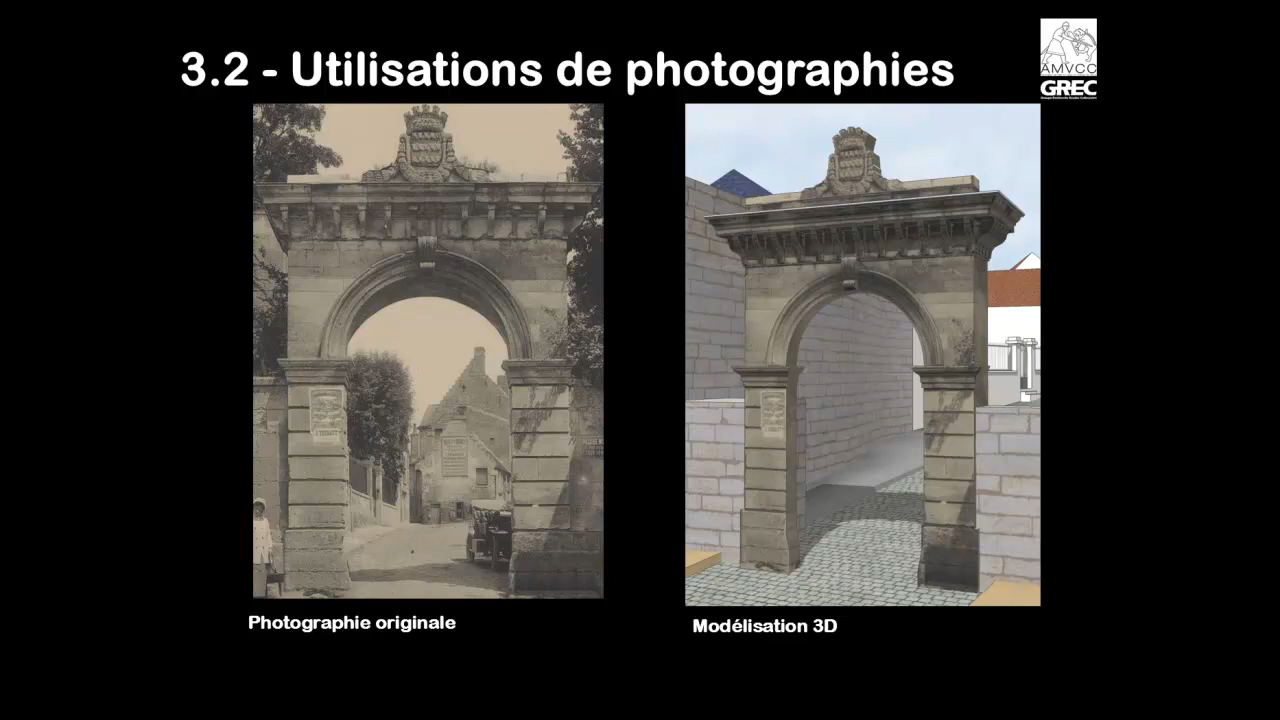 3.2 - Utilisations de photographies
AMVCC
GREC
Photographie originale
Modélisation 3D